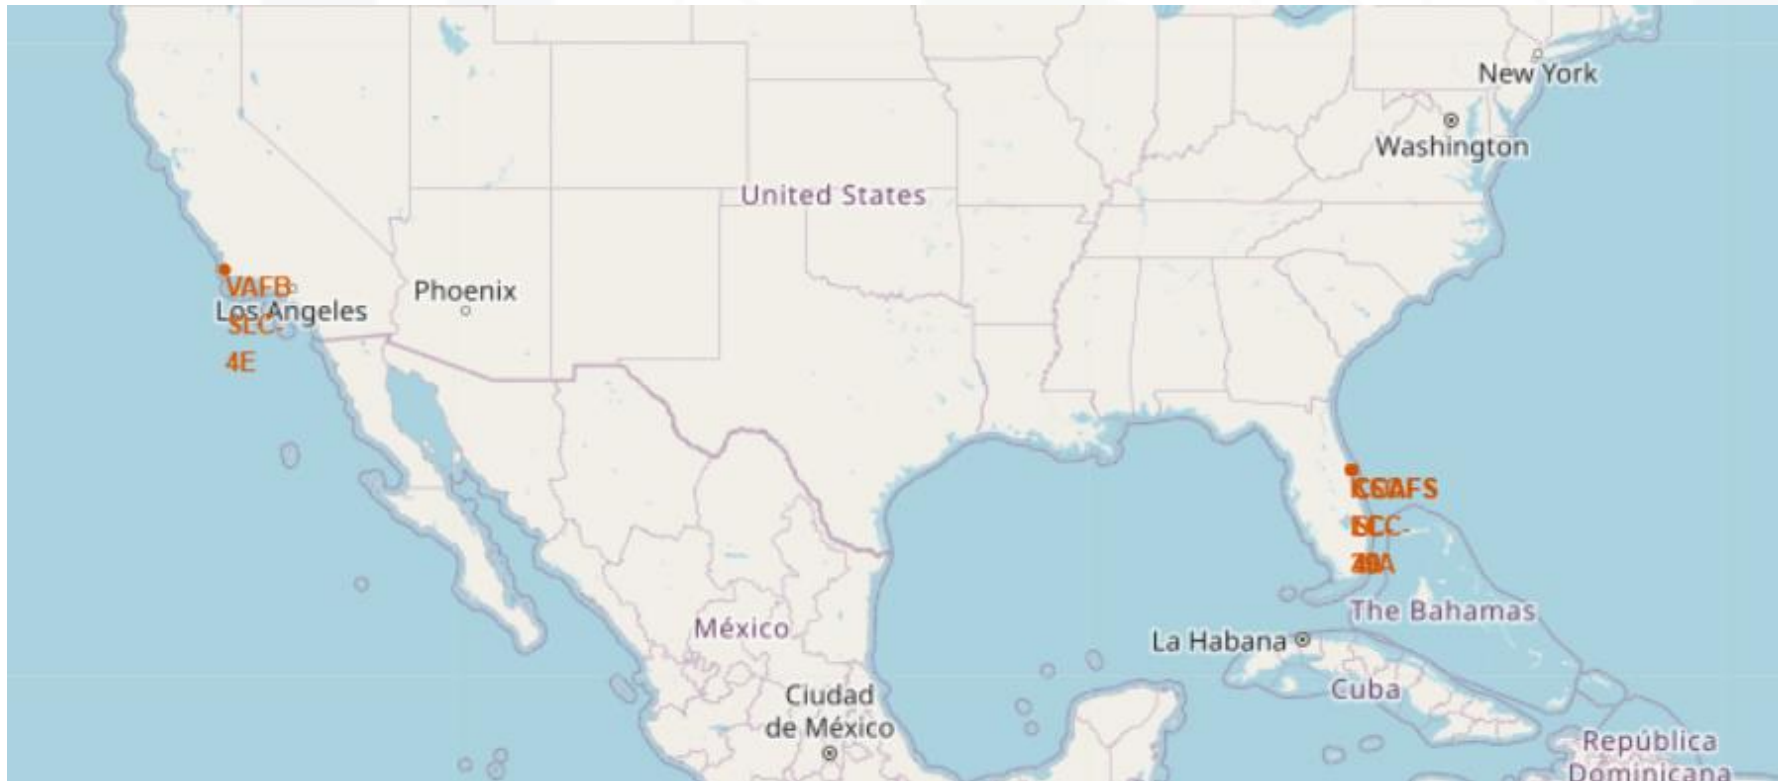 New York
Washington
United States
VAFB
SLC-
4E
Los Angeles
Phoenix
The Bahamas
México
La Habana
Cuba
Ciudad
de México
República
Dominicana